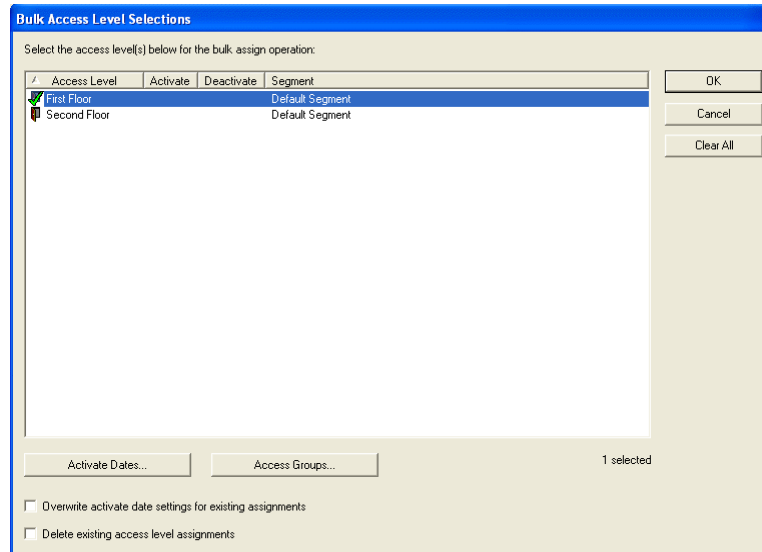 Bulk Access Level Selections
Select the access level(s) below for the bulk assign operation:
Access Level Activate Deactivate Segment
First Floor Default Segment
Second Floor Default Segment
OK
Cancel
Clear All
Activate Dates... Access Groups... 1 selected
Overwrite activate date settings for existing assignments
Delete existing access level assignments